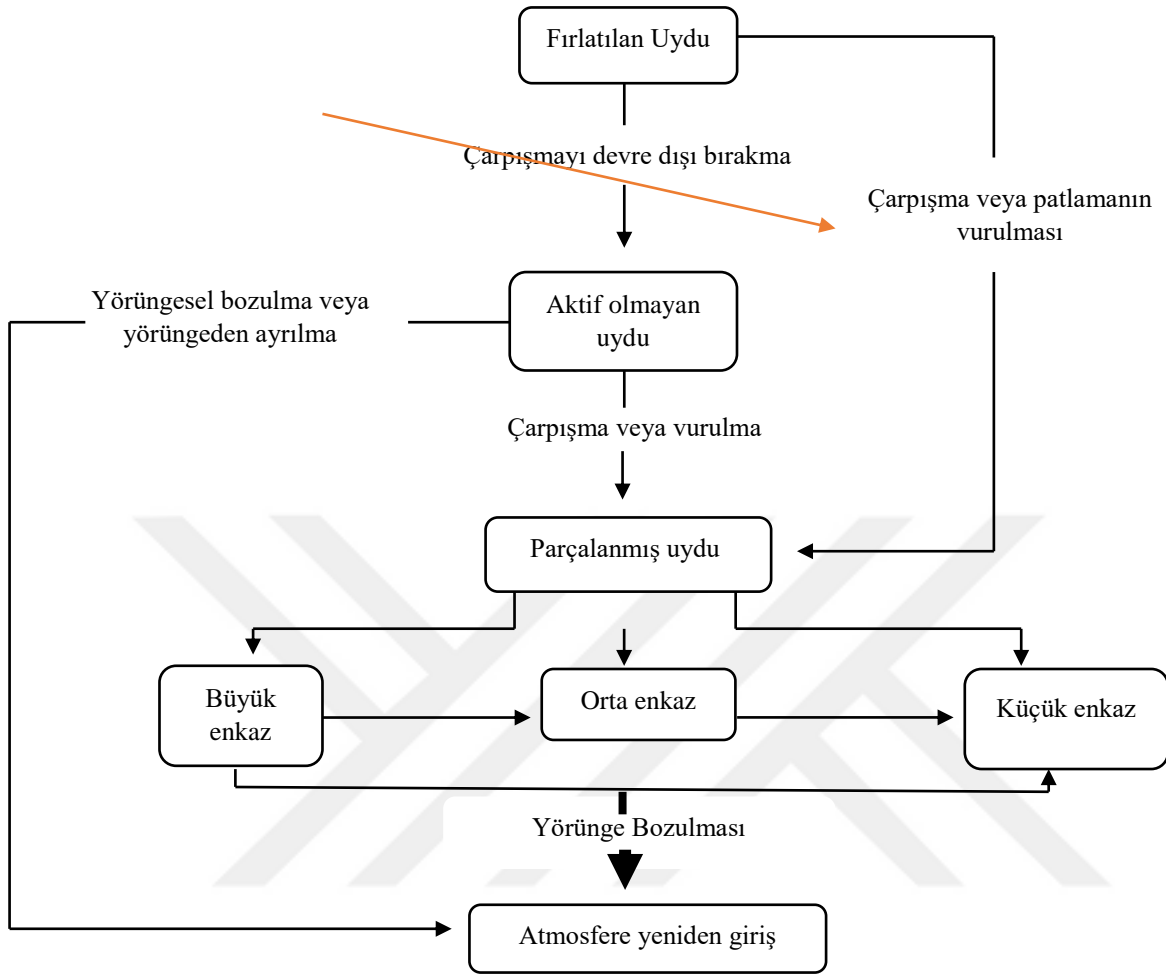 Fırlatılan Uydu
Çarpışmayı devre dışı bırakma
Çarpışma veya patlamanın
vurulması
Yörüngesel bozulma veya
yörüngeden ayrılma
Aktif olmayan
uydu
Çarpışma veya vurulma
Parçalanmış uydu
Büyük
enkaz
Orta enkaz
Küçük enkaz
Yörünge Bozulması
Atmosfere yeniden giriş